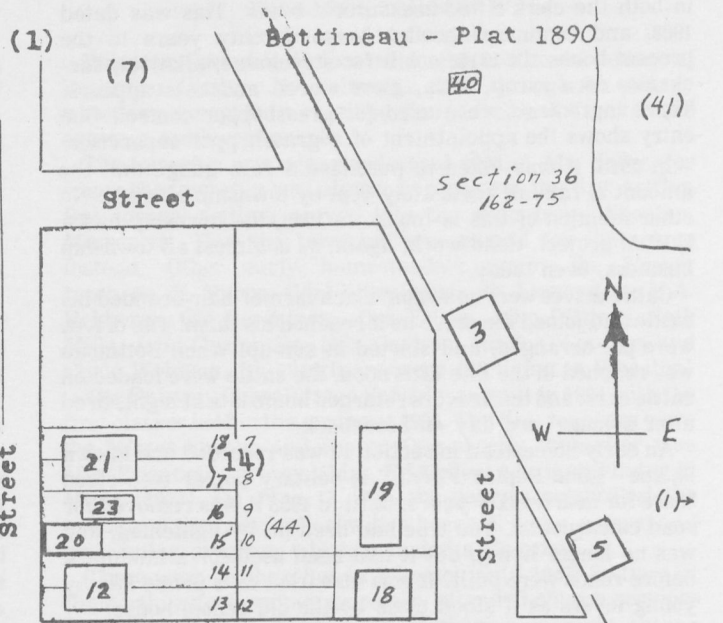 (1)
Bottineau Plat 1890
(7)
40
(41)
section 36
162-75
Street
N
3
W E
18 7
21 (14)
17 8
19
23 16 9
(1)
20 15 10 (44)
Street
Street
5
14 11
12
18
13 12